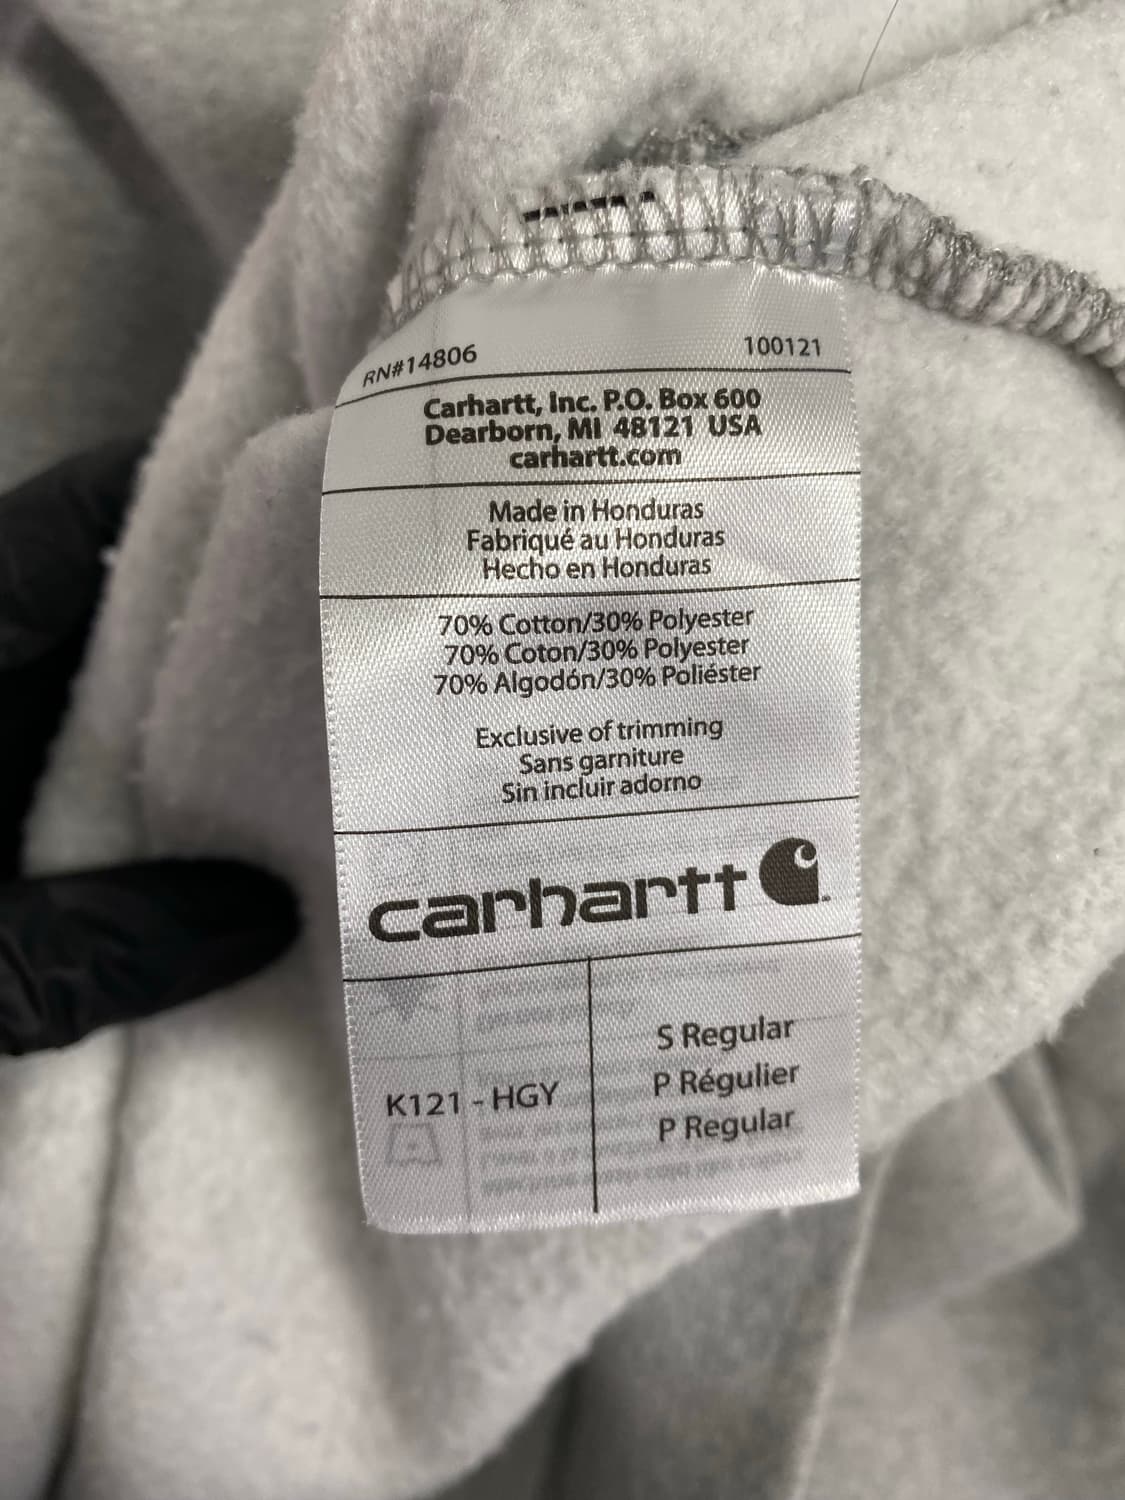 RN#14806 100121
Carhartt, Inc. P.O. Box 600
Dearborn, MI 48121 USA
carhartt.com
Made in Honduras
Fabriqué au Honduras
Hecho en Honduras
70% Cotton/30% Polyester
70% Coton/30% Polyester
70% Algodón/30% Poliéster
Exclusive of trimming
Sans garniture
Sin incluir adorno
carhartt
K121 - HGY
S Regular
P Régulier
P Regular